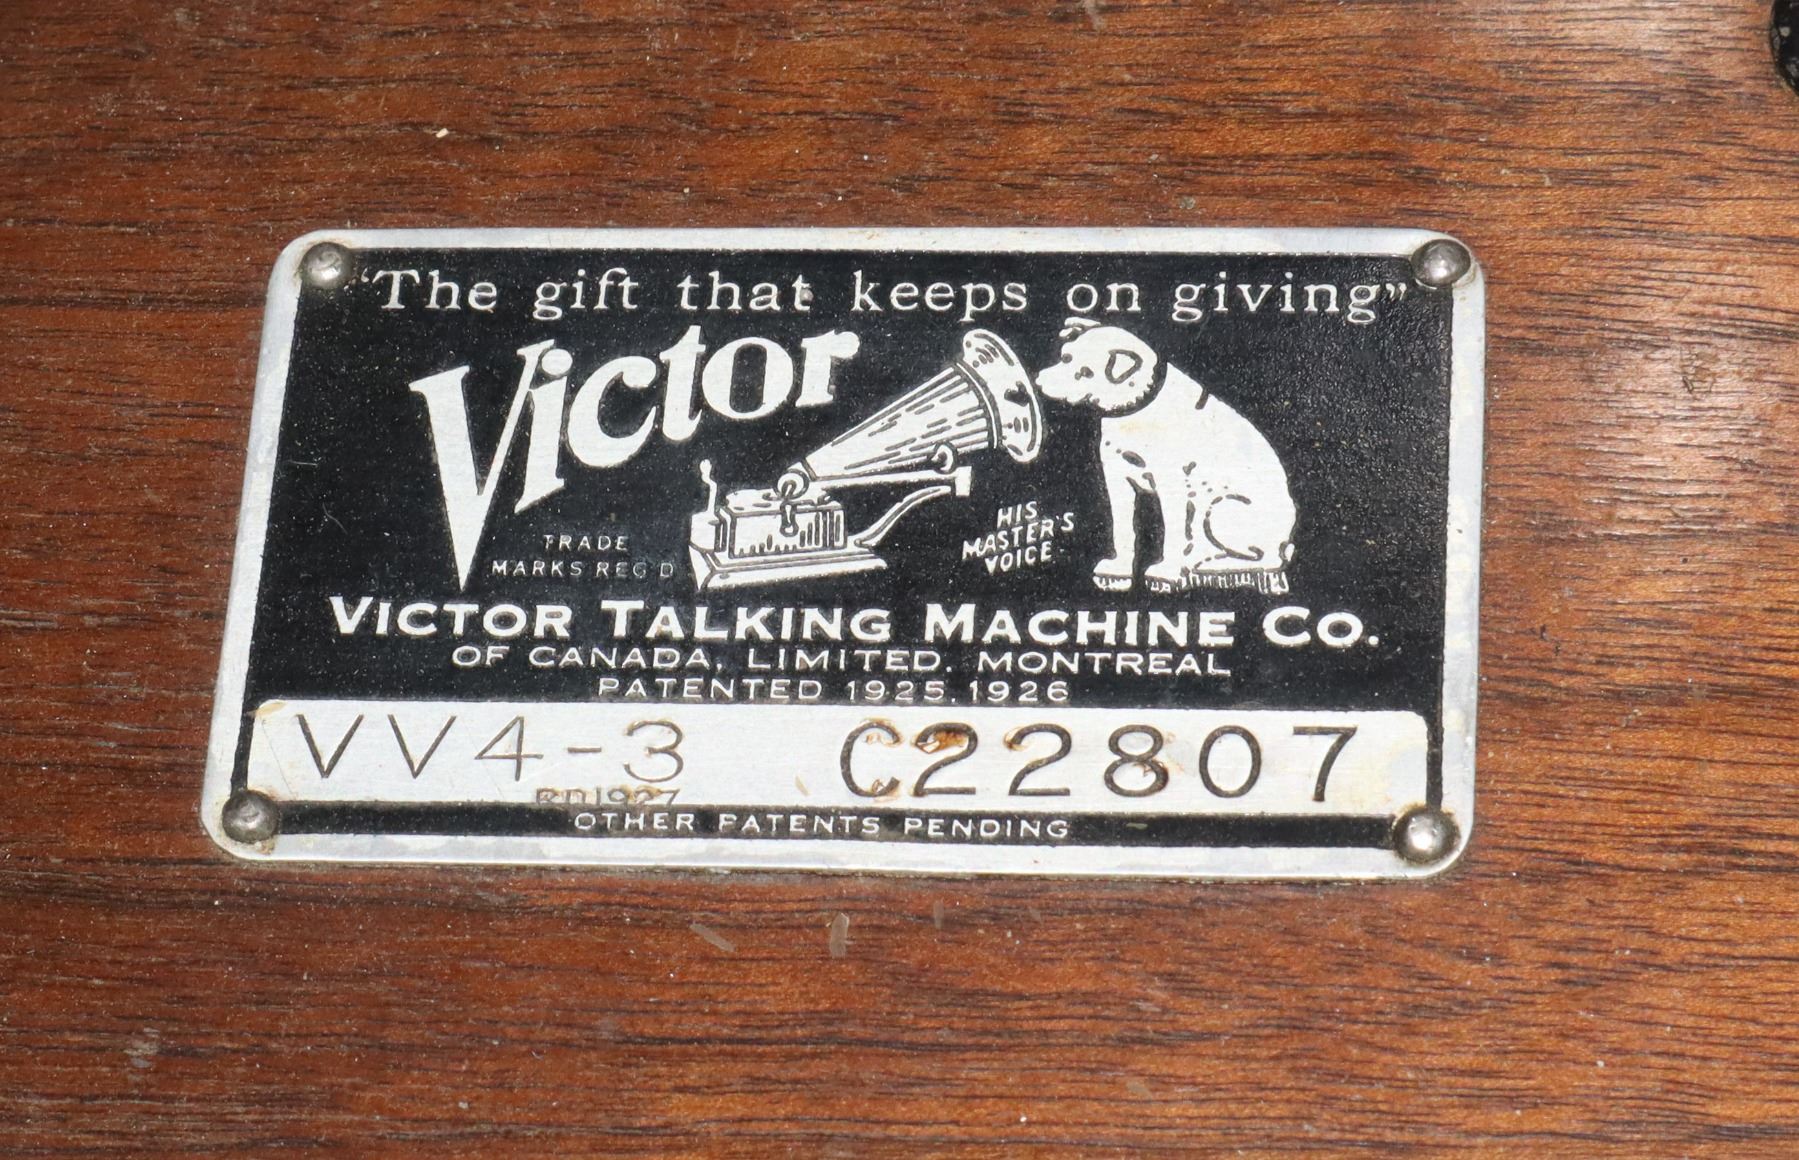 "The gift that keeps on giving"
Victor
TRADE
MARKS REG'D
HIS
MASTER'S
VOICE
VICTOR TALKING MACHINE CO.
OF CANADA, LIMITED. MONTREAL
PATENTED 1925. 1926
VV4-3 C22807
RD1927
OTHER PATENTS PENDING